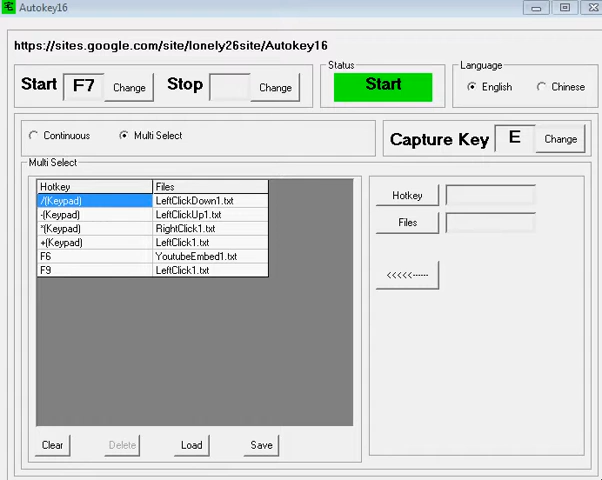 Autokey16
https://sites.google.com/site/lonely26site/Autokey16
Start F7 Change Stop Change
Status
Start
Language
English Chinese
Continuous Multi Select
Capture Key E Change
Multi Select
Hotkey Files
/(Keypad) LeftClickDown1.txt
-(Keypad) LeftClickUp1.txt
*(Keypad) RightClick1.txt
+(Keypad) LeftClick1.txt
F6 YoutubeEmbed1.txt
F9 LeftClick1.txt
Hotkey
Files
<<<<<------
Clear Delete Load Save